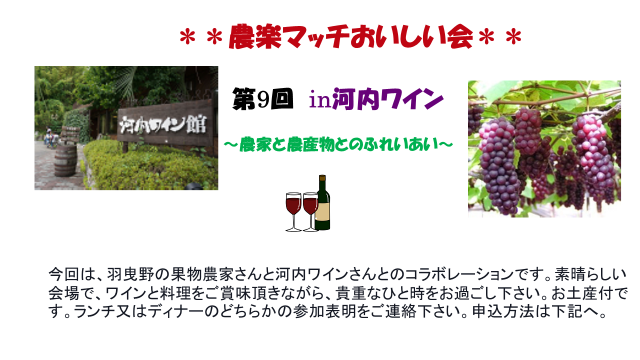 ＊＊農楽マッチおいしい会＊＊
第9回 in河内ワイン
河内ワイン館
～農家と農産物とのふれいあい～
今回は、羽曳野の果物農家さんと河内ワインさんとのコラボレーションです。素晴らしい
会場で、ワインと料理をご賞味頂きながら、貴重なひと時をお過ごし下さい。お土産付で
す。ランチ又はディナーのどちらかの参加表明をご連絡下さい。申込方法は下記へ。